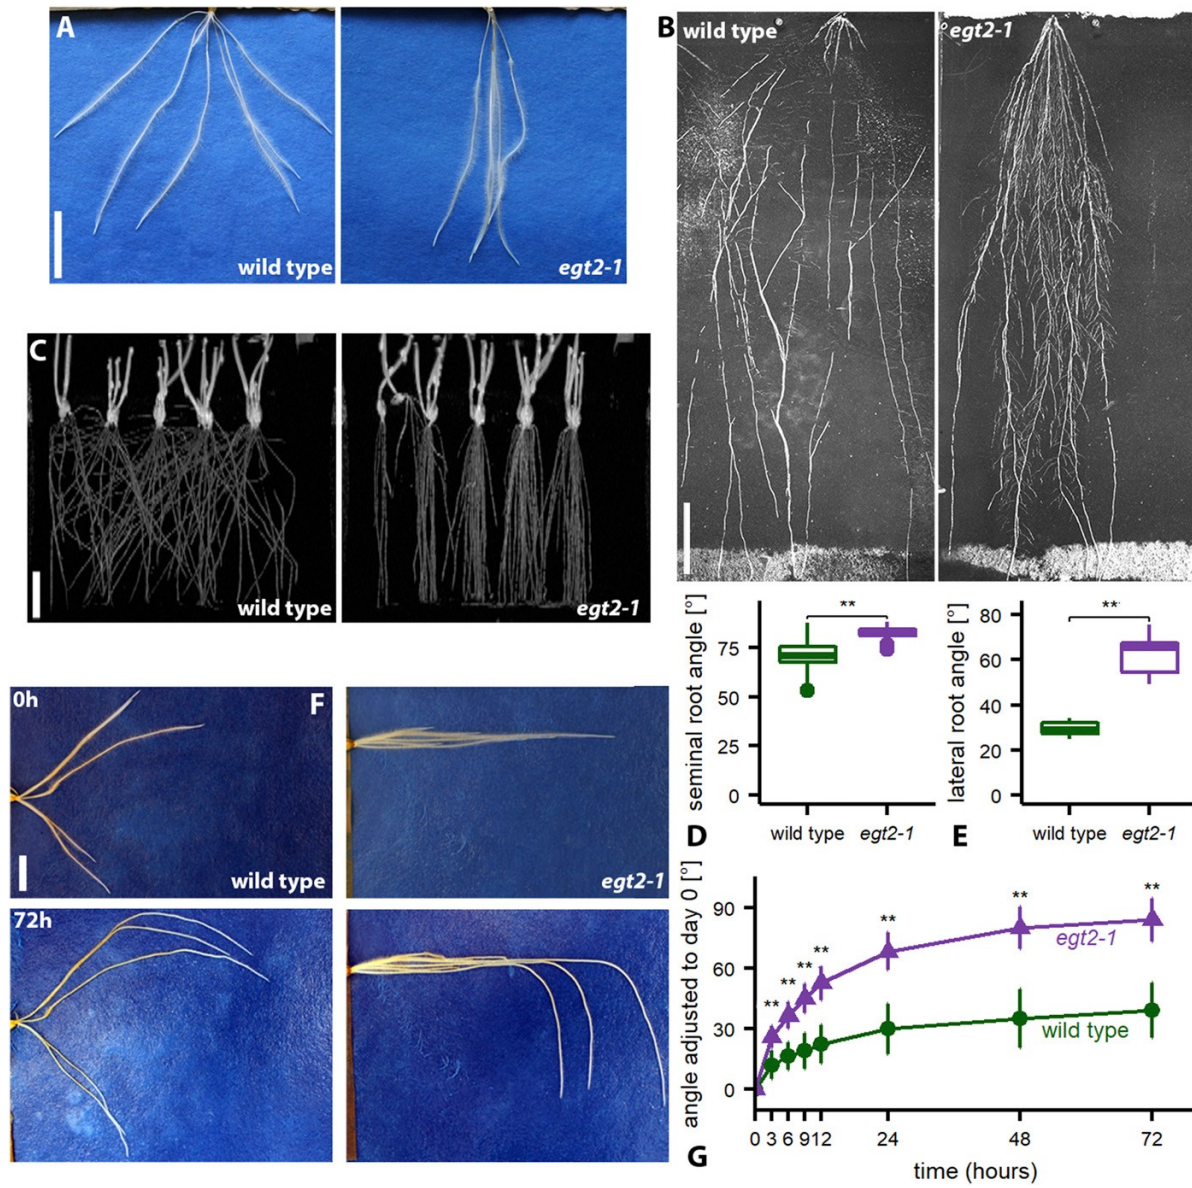 A
wild type
egt2-1
B
wild type
egt2-1
C
wild type
egt2-1
seminal root angle [°]
75
50
25
0
**
wild type
egt2-1
D
lateral root angle [°]
80
60
40
20
0
**
wild type
egt2-1
E
0h
F
wild type
egt2-1
72h
angle adjusted to day 0 [°]
90
60
30
0
** ** ** ** ** ** **
egt2-1
wild type
0 3 6 9 12 24 48 72
time (hours)
G